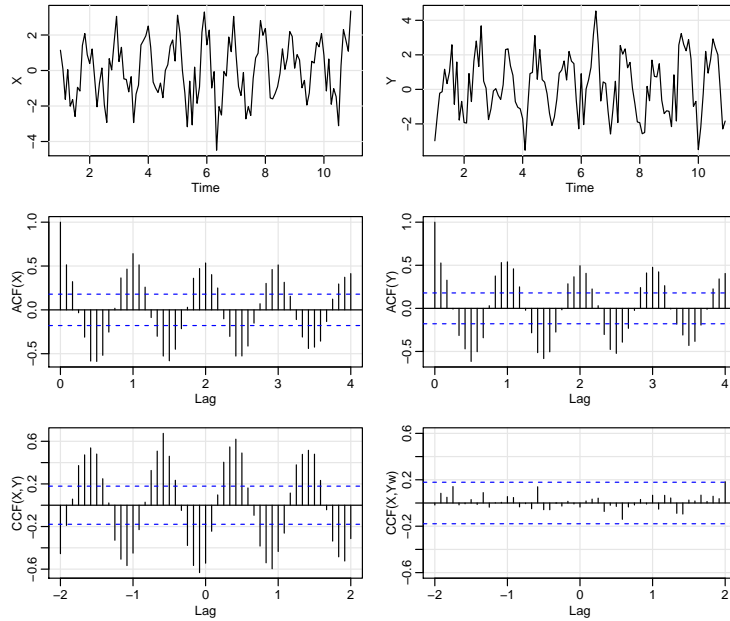 X
−4 −2 0 2
2 4 6 8 10
Time
Y
−2 0 2 4
2 4 6 8 10
Time
ACF(X)
−0.5 0.0 0.5 1.0
0 1 2 3 4
Lag
ACF(Y)
−0.5 0.0 0.5 1.0
0 1 2 3 4
Lag
CCF(X,Y)
−0.6 −0.2 0.2 0.6
−2 −1 0 1 2
Lag
CCF(X,Yw)
−0.6 −0.2 0.2 0.6
−2 −1 0 1 2
Lag